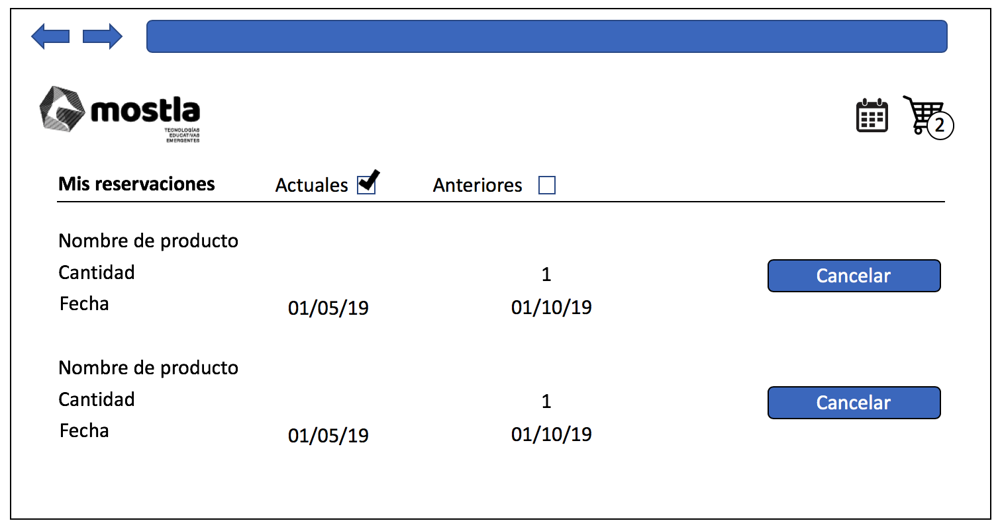 mostla
TECNOLOGÍAS
EDUCATIVAS
EMERGENTES
2
Mis reservaciones Actuales Anteriores
Nombre de producto
Cantidad 1 Cancelar
Fecha 01/05/19 01/10/19
Nombre de producto
Cantidad 1 Cancelar
Fecha 01/05/19 01/10/19